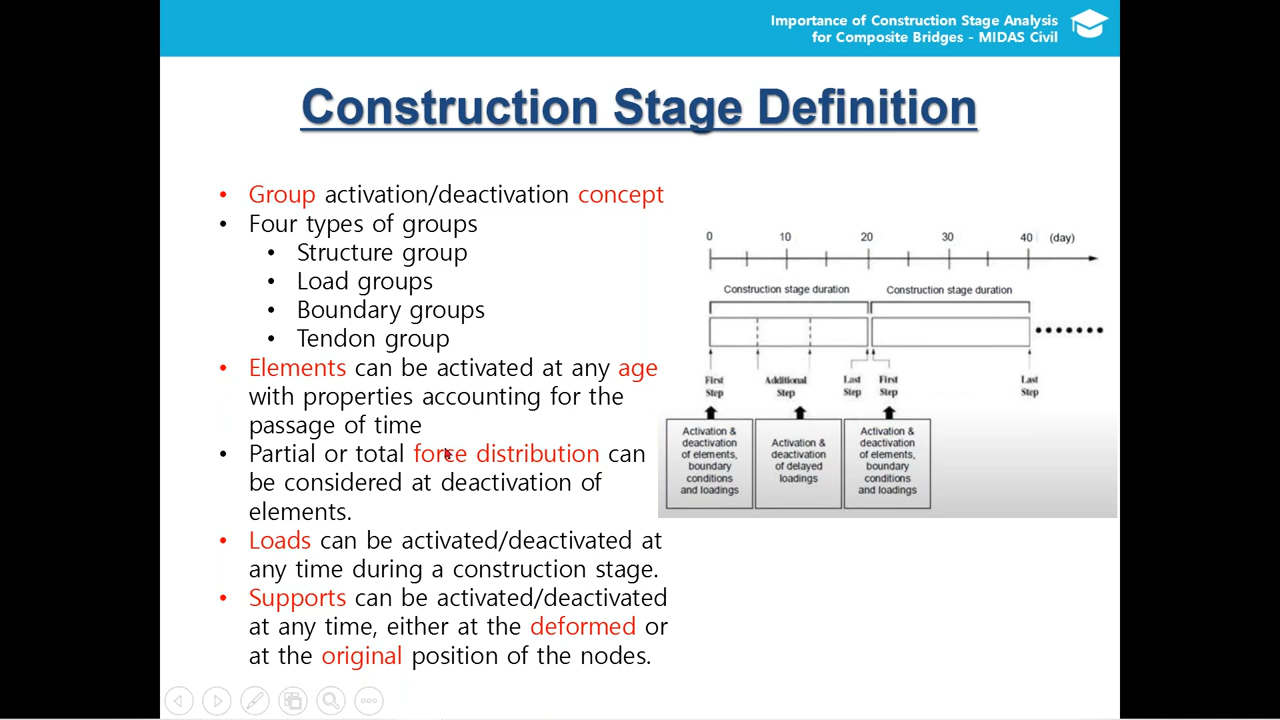 Importance of Construction Stage Analysis
for Composite Bridges - MIDAS Civil
Construction Stage Definition
• Group activation/deactivation concept
• Four types of groups
• Structure group
• Load groups
• Boundary groups
• Tendon group
• Elements can be activated at any age
with properties accounting for the
passage of time
• Partial or total force distribution can
be considered at deactivation of
elements.
• Loads can be activated/deactivated at
any time during a construction stage.
• Supports can be activated/deactivated
at any time, either at the deformed or
at the original position of the nodes.
0 10 20 30 40 (day)
Construction stage duration Construction stage duration
First
Step
Additional
Step
Last
Step
First
Step
Last
Step
Activation &
deactivation
of elements,
boundary
conditions
and loadings
Activation &
deactivation
of delayed
loadings
Activation &
deactivation
of elements,
boundary
conditions
and loadings